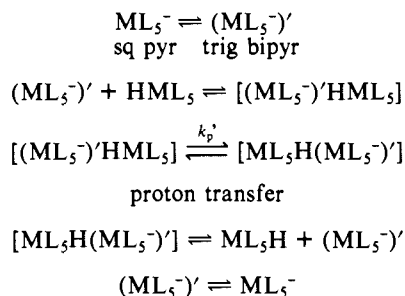 ML₅⁻ ⇌ (ML₅⁻)′
sq pyr trig bipyr
(ML₅⁻)′ + HML₅ ⇌ [(ML₅⁻)′HML₅]
[(ML₅⁻)′HML₅] ⇌ [ML₅H(ML₅⁻)′]
kₚ’
proton transfer
[ML₅H(ML₅⁻)′] ⇌ ML₅H + (ML₅⁻)′
(ML₅⁻)′ ⇌ ML₅⁻